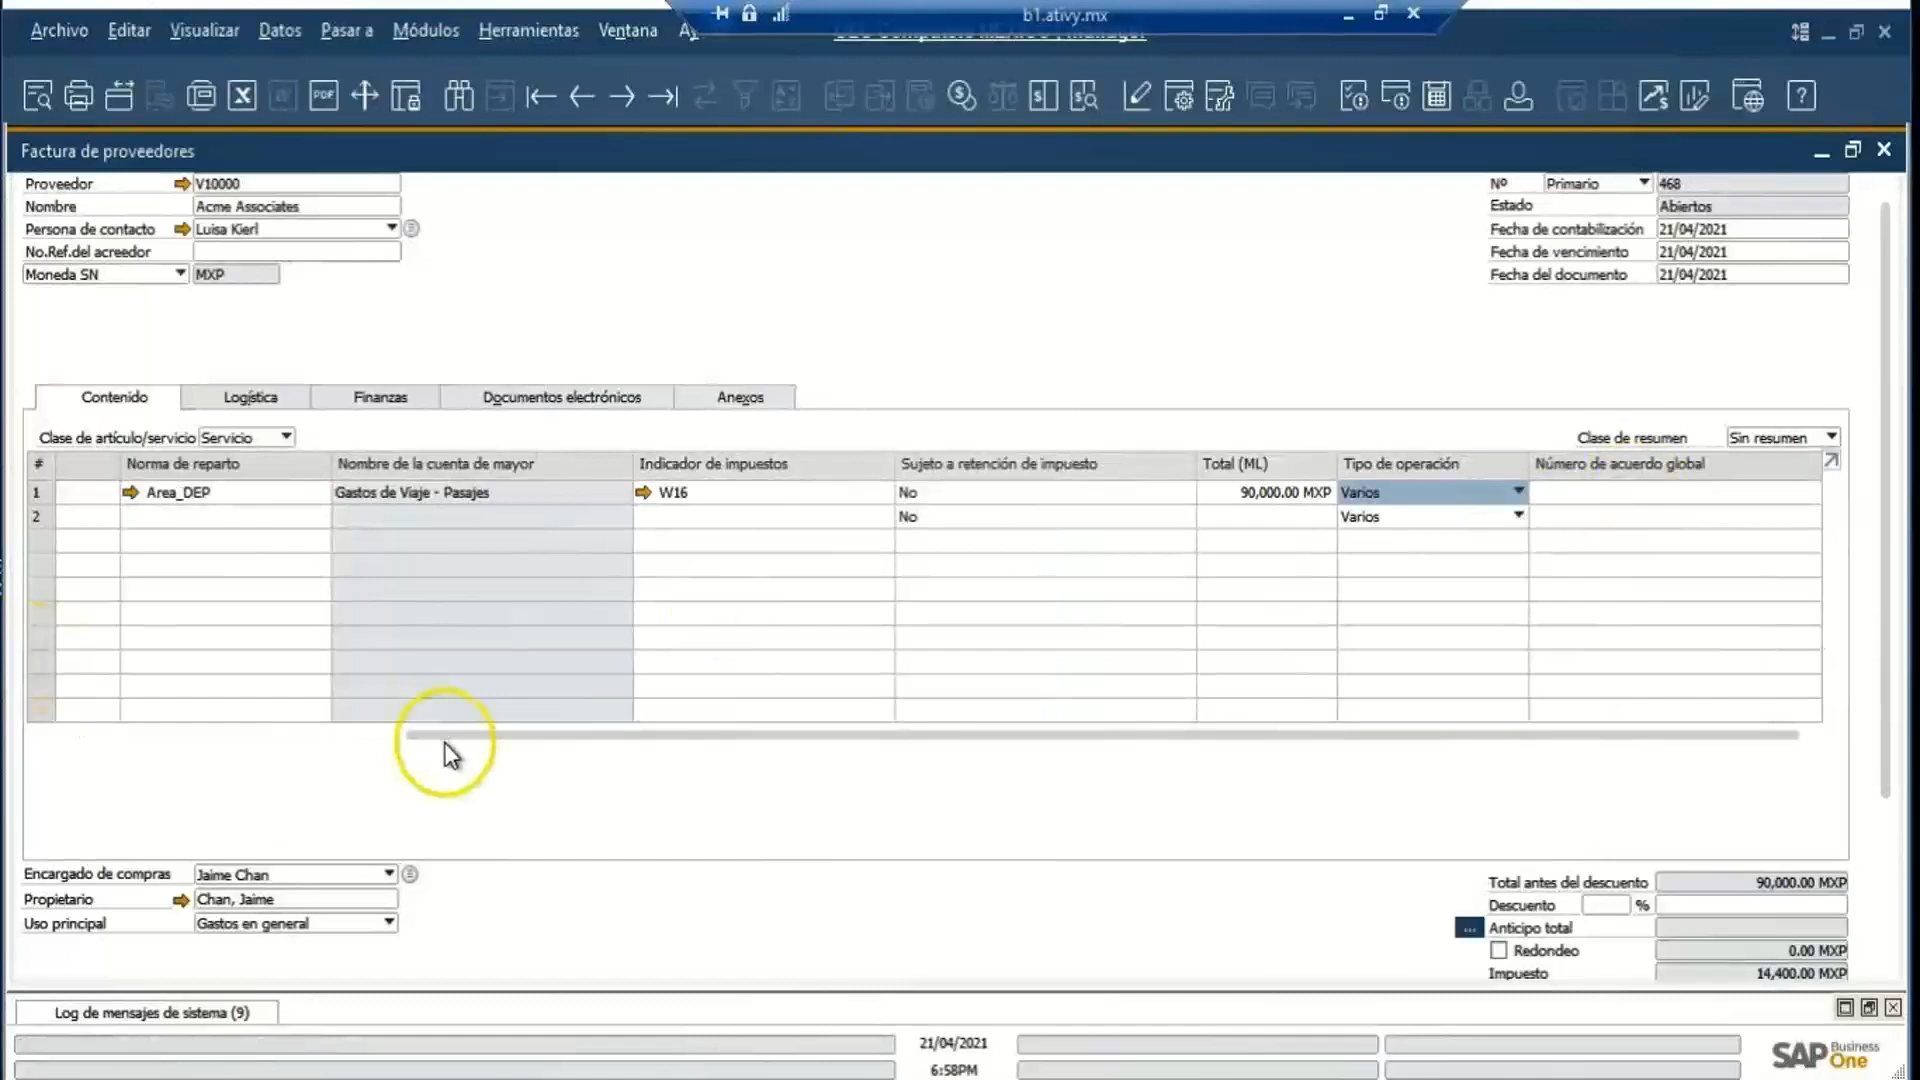 b1.ativy.mx
Archivo Editar Visualizar Datos Pasar a Módulos Herramientas Ventana
PDF
Factura de proveedores
Proveedor V10000
Nombre Acme Associates
Persona de contacto Luisa Kierl
No.Ref.del acreedor
Moneda SN MXP
Nº Primario 468
Estado Abiertos
Fecha de contabilización 21/04/2021
Fecha de vencimiento 21/04/2021
Fecha del documento 21/04/2021
Contenido Logística Finanzas Documentos electrónicos Anexos
Clase de artículo/servicio Servicio Clase de resumen Sin resumen
# Norma de reparto Nombre de la cuenta de mayor Indicador de impuestos Sujeto a retención de impuesto Total (ML) Tipo de operación Número de acuerdo global
1 Area_DEP Gastos de Viaje - Pasajes W16 No 90,000.00 MXP Varios
2 No Varios
Encargado de compras Jaime Chan
Propietario Chan, Jaime
Uso principal Gastos en general
Total antes del descuento 90,000.00 MXP
Descuento %
... Anticipo total
Redondeo 0.00 MXP
Impuesto 14,400.00 MXP
Log de mensajes de sistema (9)
21/04/2021
6:58PM
SAP Business One